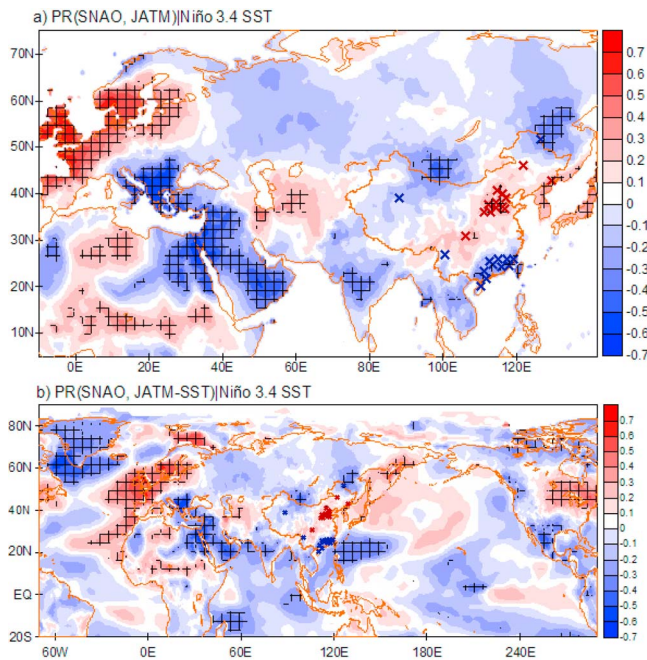 a) PR(SNAO, JATM)|Niño 3.4 SST
70N
60N
50N
40N
30N
20N
10N
0E 20E 40E 60E 80E 100E 120E
0.7
0.6
0.5
0.4
0.3
0.2
0.1
0
-0.1
-0.2
-0.3
-0.4
-0.5
-0.6
-0.7
b) PR(SNAO, JATM-SST)|Niño 3.4 SST
80N
60N
40N
20N
EQ
20S
60W 0E 60E 120E 180E 240E
0.7
0.6
0.5
0.4
0.3
0.2
0.1
0
-0.1
-0.2
-0.3
-0.4
-0.5
-0.6
-0.7